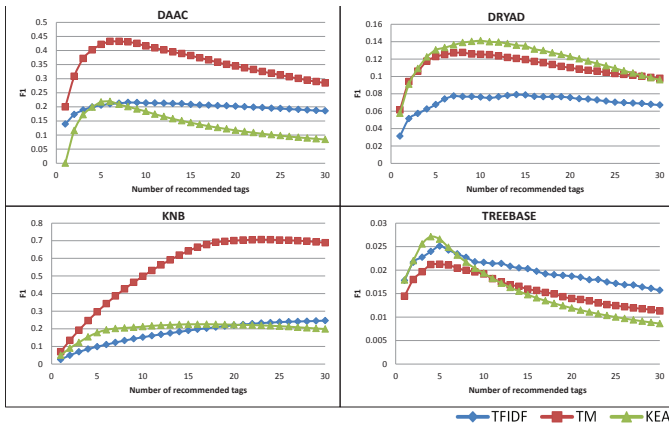 DAAC
F1
0.5
0.45
0.4
0.35
0.3
0.25
0.2
0.15
0.1
0.05
0
0 5 10 15 20 25 30
Number of recommended tags
DRYAD
F1
0.16
0.14
0.12
0.1
0.08
0.06
0.04
0.02
0
0 5 10 15 20 25 30
Number of recommended tags
KNB
F1
0.8
0.7
0.6
0.5
0.4
0.3
0.2
0.1
0
0 5 10 15 20 25 30
Number of recommended tags
TREEBASE
F1
0.03
0.025
0.02
0.015
0.01
0.005
0
0 5 10 15 20 25 30
Number of recommended tags
TFIDF TM KEA